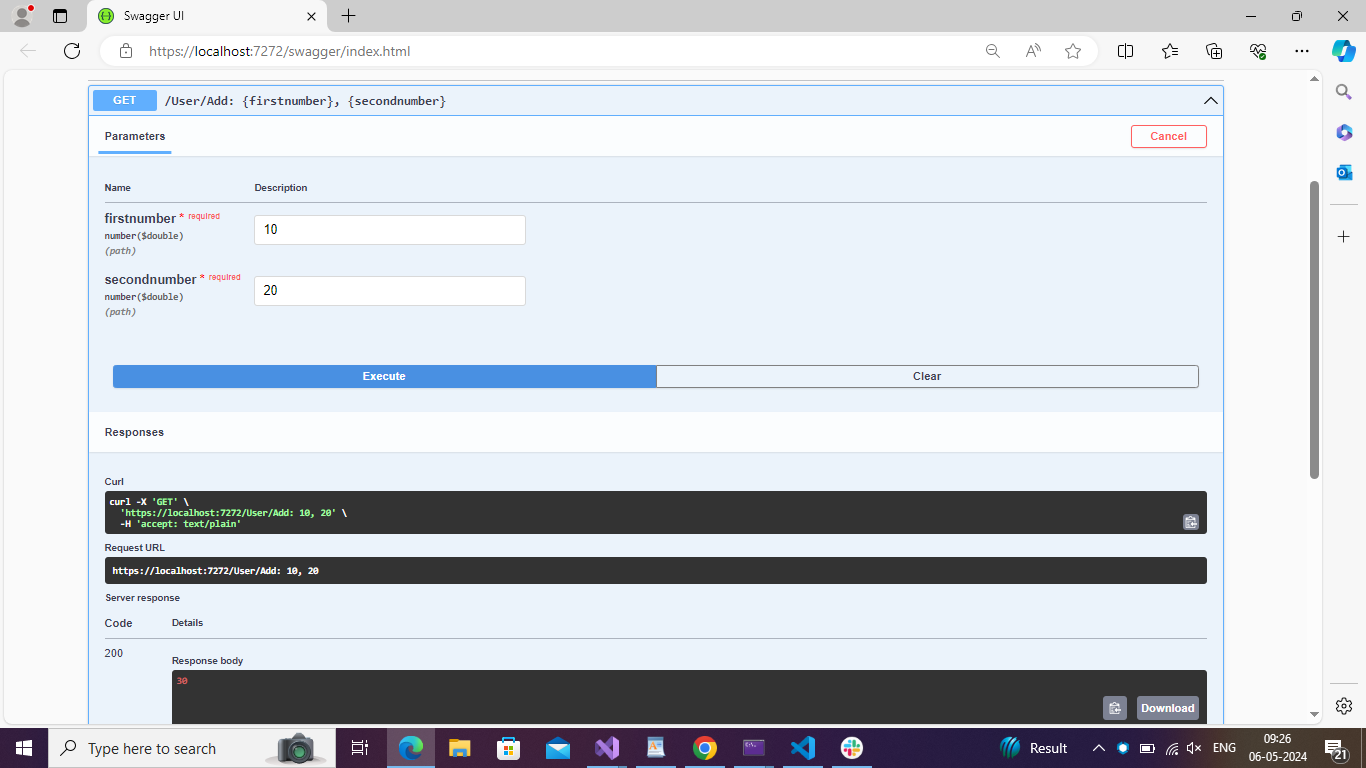 Swagger UI
https://localhost:7272/swagger/index.html
GET /User/Add: {firstnumber}, {secondnumber}
Parameters
Cancel
Name Description
firstnumber * required
number($double)
(path)
10
secondnumber * required
number($double)
(path)
20
Execute Clear
Responses
Curl
curl -X 'GET' \
'https://localhost:7272/User/Add: 10, 20' \
-H 'accept: text/plain'
Request URL
https://localhost:7272/User/Add: 10, 20
Server response
Code Details
200
Response body
30
Download
Type here to search
Result
ENG
09:26
06-05-2024
21